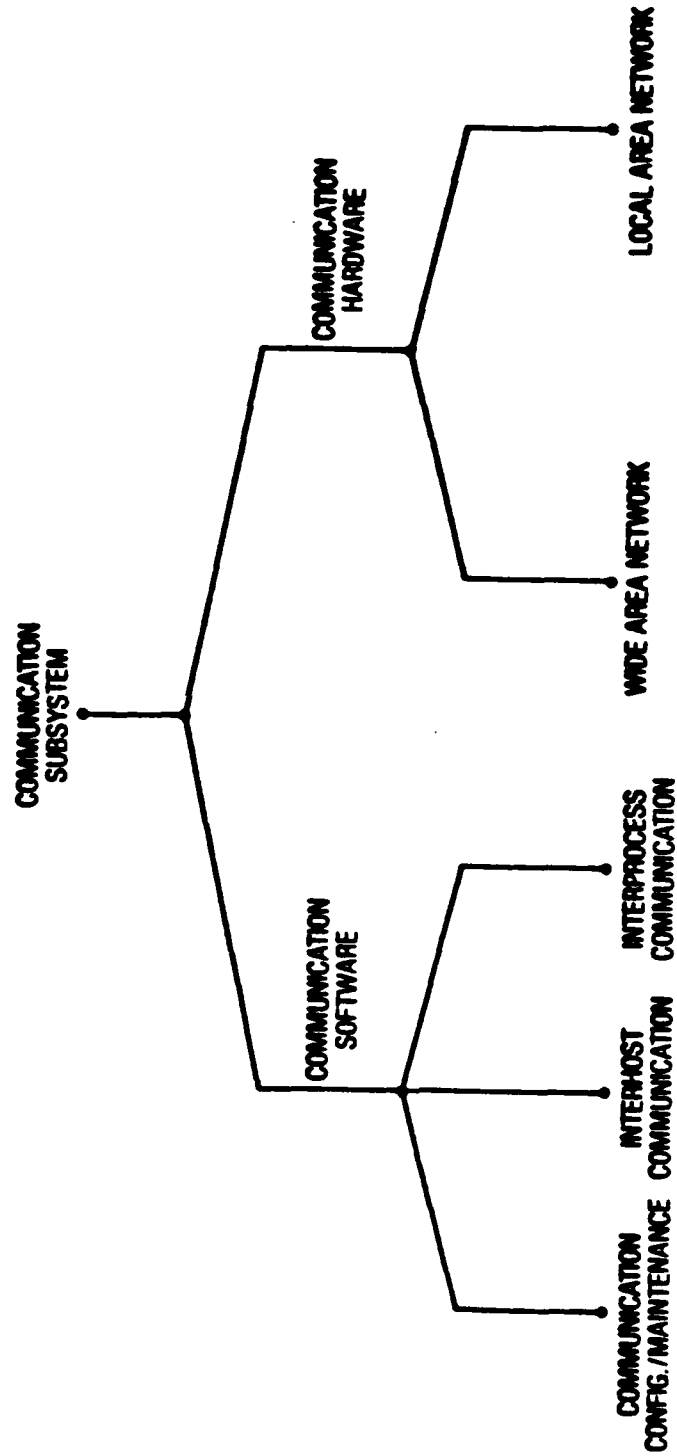 COMMUNICATION
SUBSYSTEM
COMMUNICATION
SOFTWARE
COMMUNICATION
HARDWARE
COMMUNICATION
CONFIG./MAINTENANCE
INTERHOST
COMMUNICATION
INTERPROCESS
COMMUNICATION
WIDE AREA NETWORK
LOCAL AREA NETWORK